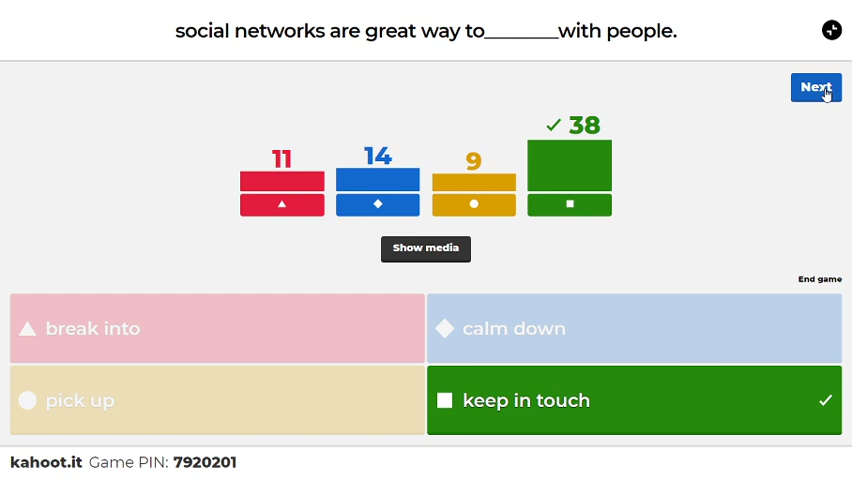 social networks are great way to________with people.
Next
11
14
9
38
Show media
End game
break into
calm down
pick up
keep in touch
kahoot.it Game PIN: 7920201